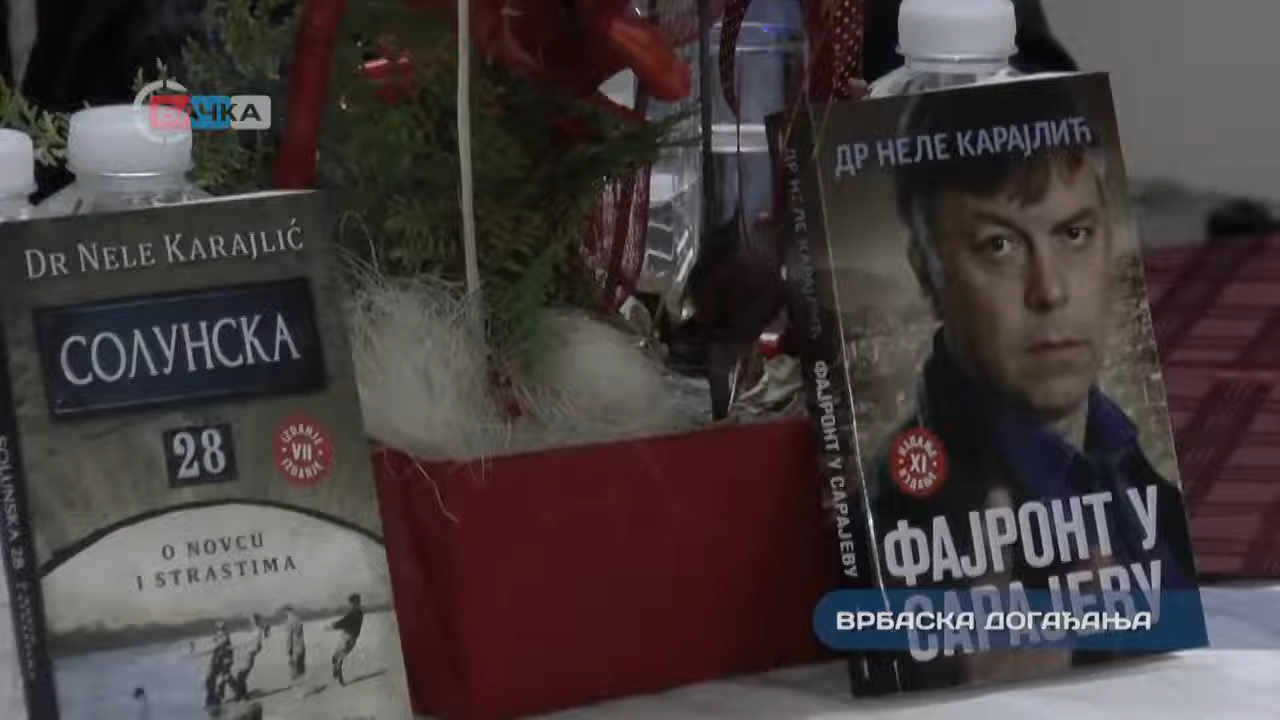 БАЧКА
DR NELE KARAJLIĆ
СОЛУНСКА
28
IZDANJE
VII
IZDANJE
O NOVCU
I STRASTIMA
SOLUNSKA 28
ДР НЕЛЕ КАРАЈЛИЋ
ДР НЕЛЕ КАРАЈЛИЋ ФАЈРОНТ У САРАЈЕВУ
ИЗДАЊЕ
XI
ИЗДАЊЕ
ФАЈРОНТ У
САРАЈЕВУ
ВРБАСКА ДОГАЂАЊА